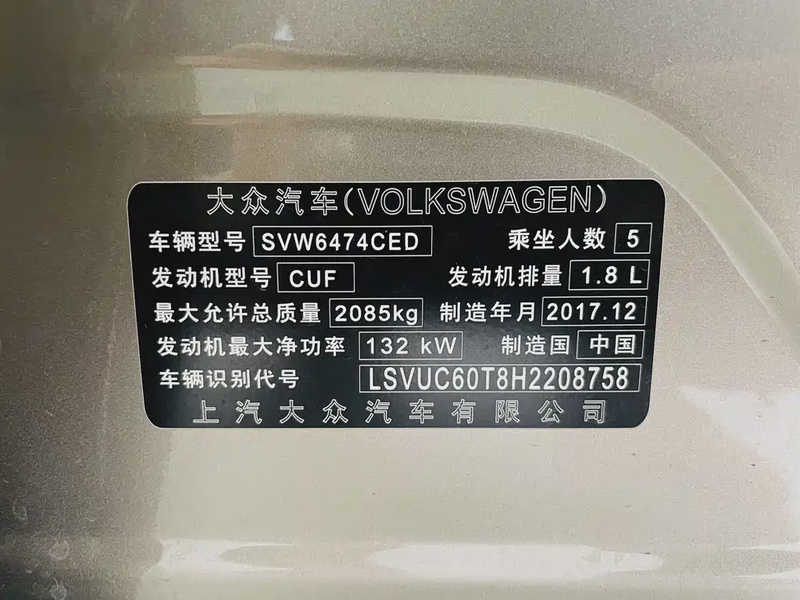 大众汽车(VOLKSWAGEN)
车辆型号 SVW6474CED 乘坐人数 5
发动机型号 CUF 发动机排量 1.8 L
最大允许总质量 2085kg 制造年月 2017.12
发动机最大净功率 132 kW 制造国 中国
车辆识别代号 LSVUC60T8H2208758
上汽大众汽车有限公司